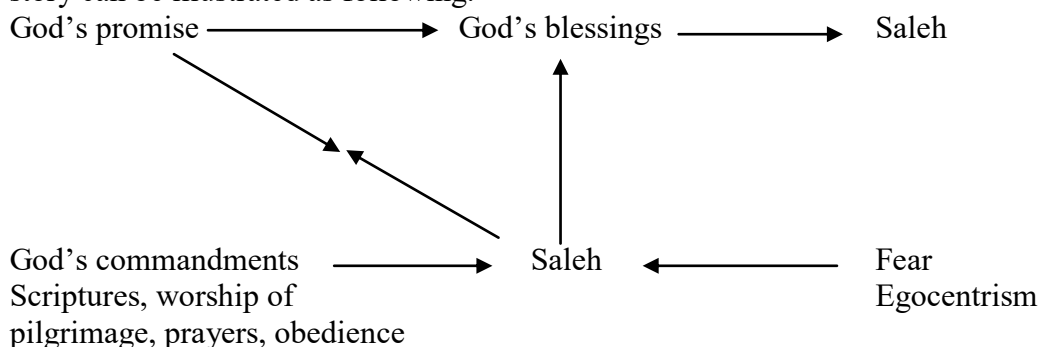 story can be illustrated as following:
God’s promise God’s blessings Saleh
God’s commandments Saleh Fear
Scriptures, worship of Egocentrism
pilgrimage, prayers, obedience